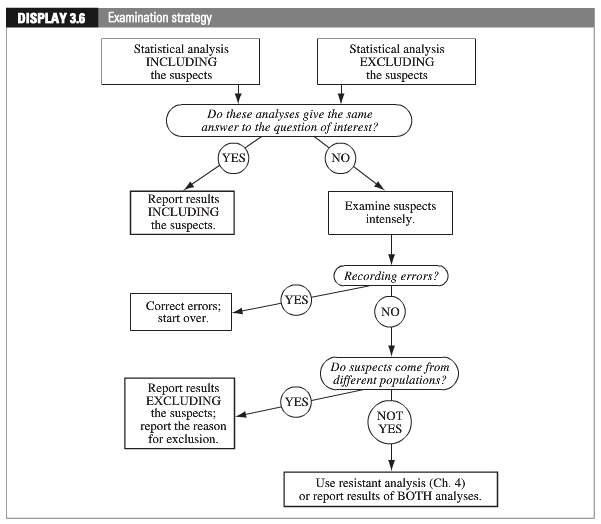 DISPLAY 3.6 Examination strategy
Statistical analysis
INCLUDING
the suspects
Statistical analysis
EXCLUDING
the suspects
Do these analyses give the same
answer to the question of interest?
YES
NO
Report results
INCLUDING
the suspects.
Examine suspects
intensely.
Recording errors?
YES
Correct errors;
start over.
NO
Do suspects come from
different populations?
YES
Report results
EXCLUDING
the suspects;
report the reason
for exclusion.
NOT
YES
Use resistant analysis (Ch. 4)
or report results of BOTH analyses.